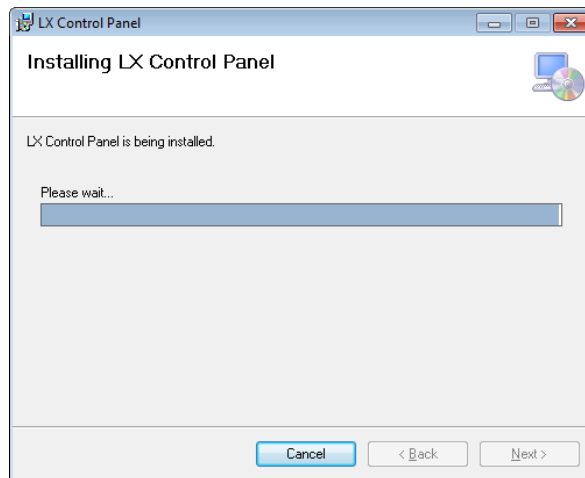 LX Control Panel
Installing LX Control Panel
LX Control Panel is being installed.
Please wait...
Cancel
< Back
Next >